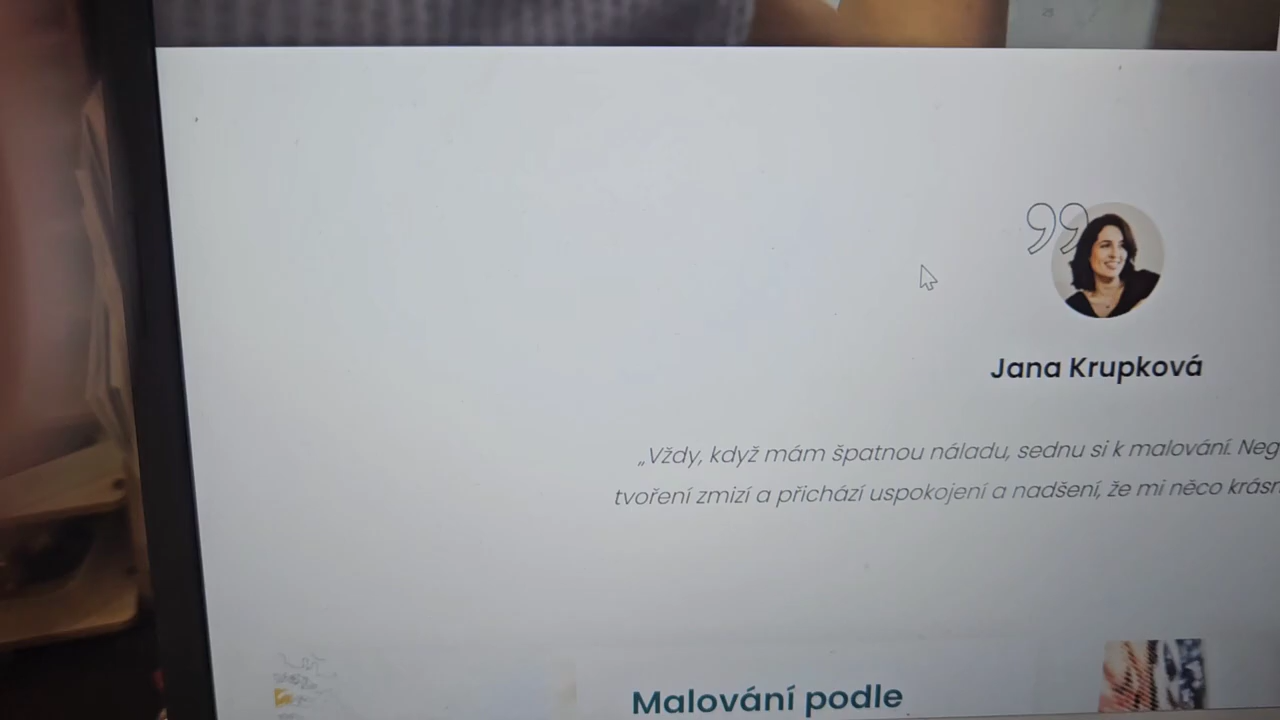 Jana Krupková
„Vždy, když mám špatnou náladu, sednu si k malování.
tvoření zmizí a přichází uspokojení a nadšení, že mi něco
Malování podle